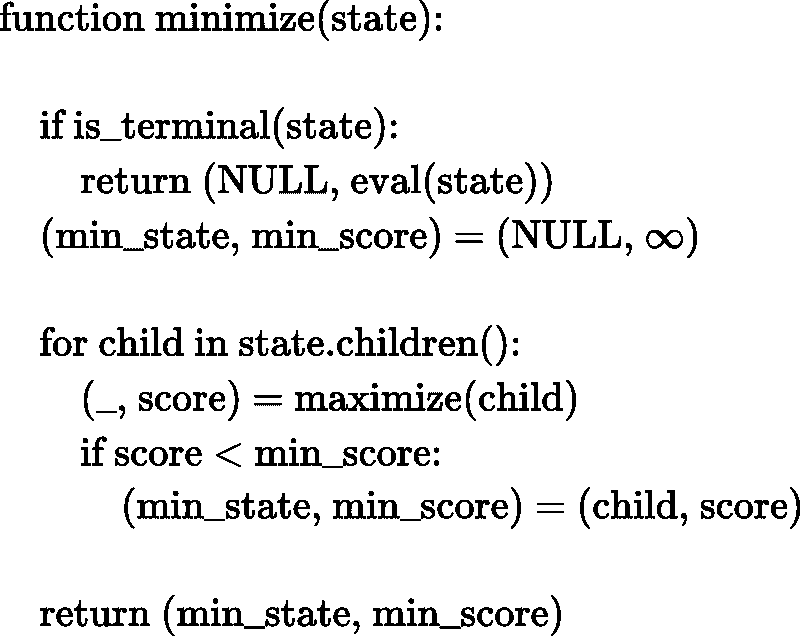 function minimize(state):
if is_terminal(state):
return (NULL, eval(state))
(min_state, min_score) = (NULL, ∞)
for child in state.children():
(_, score) = maximize(child)
if score < min_score:
(min_state, min_score) = (child, score)
return (min_state, min_score)